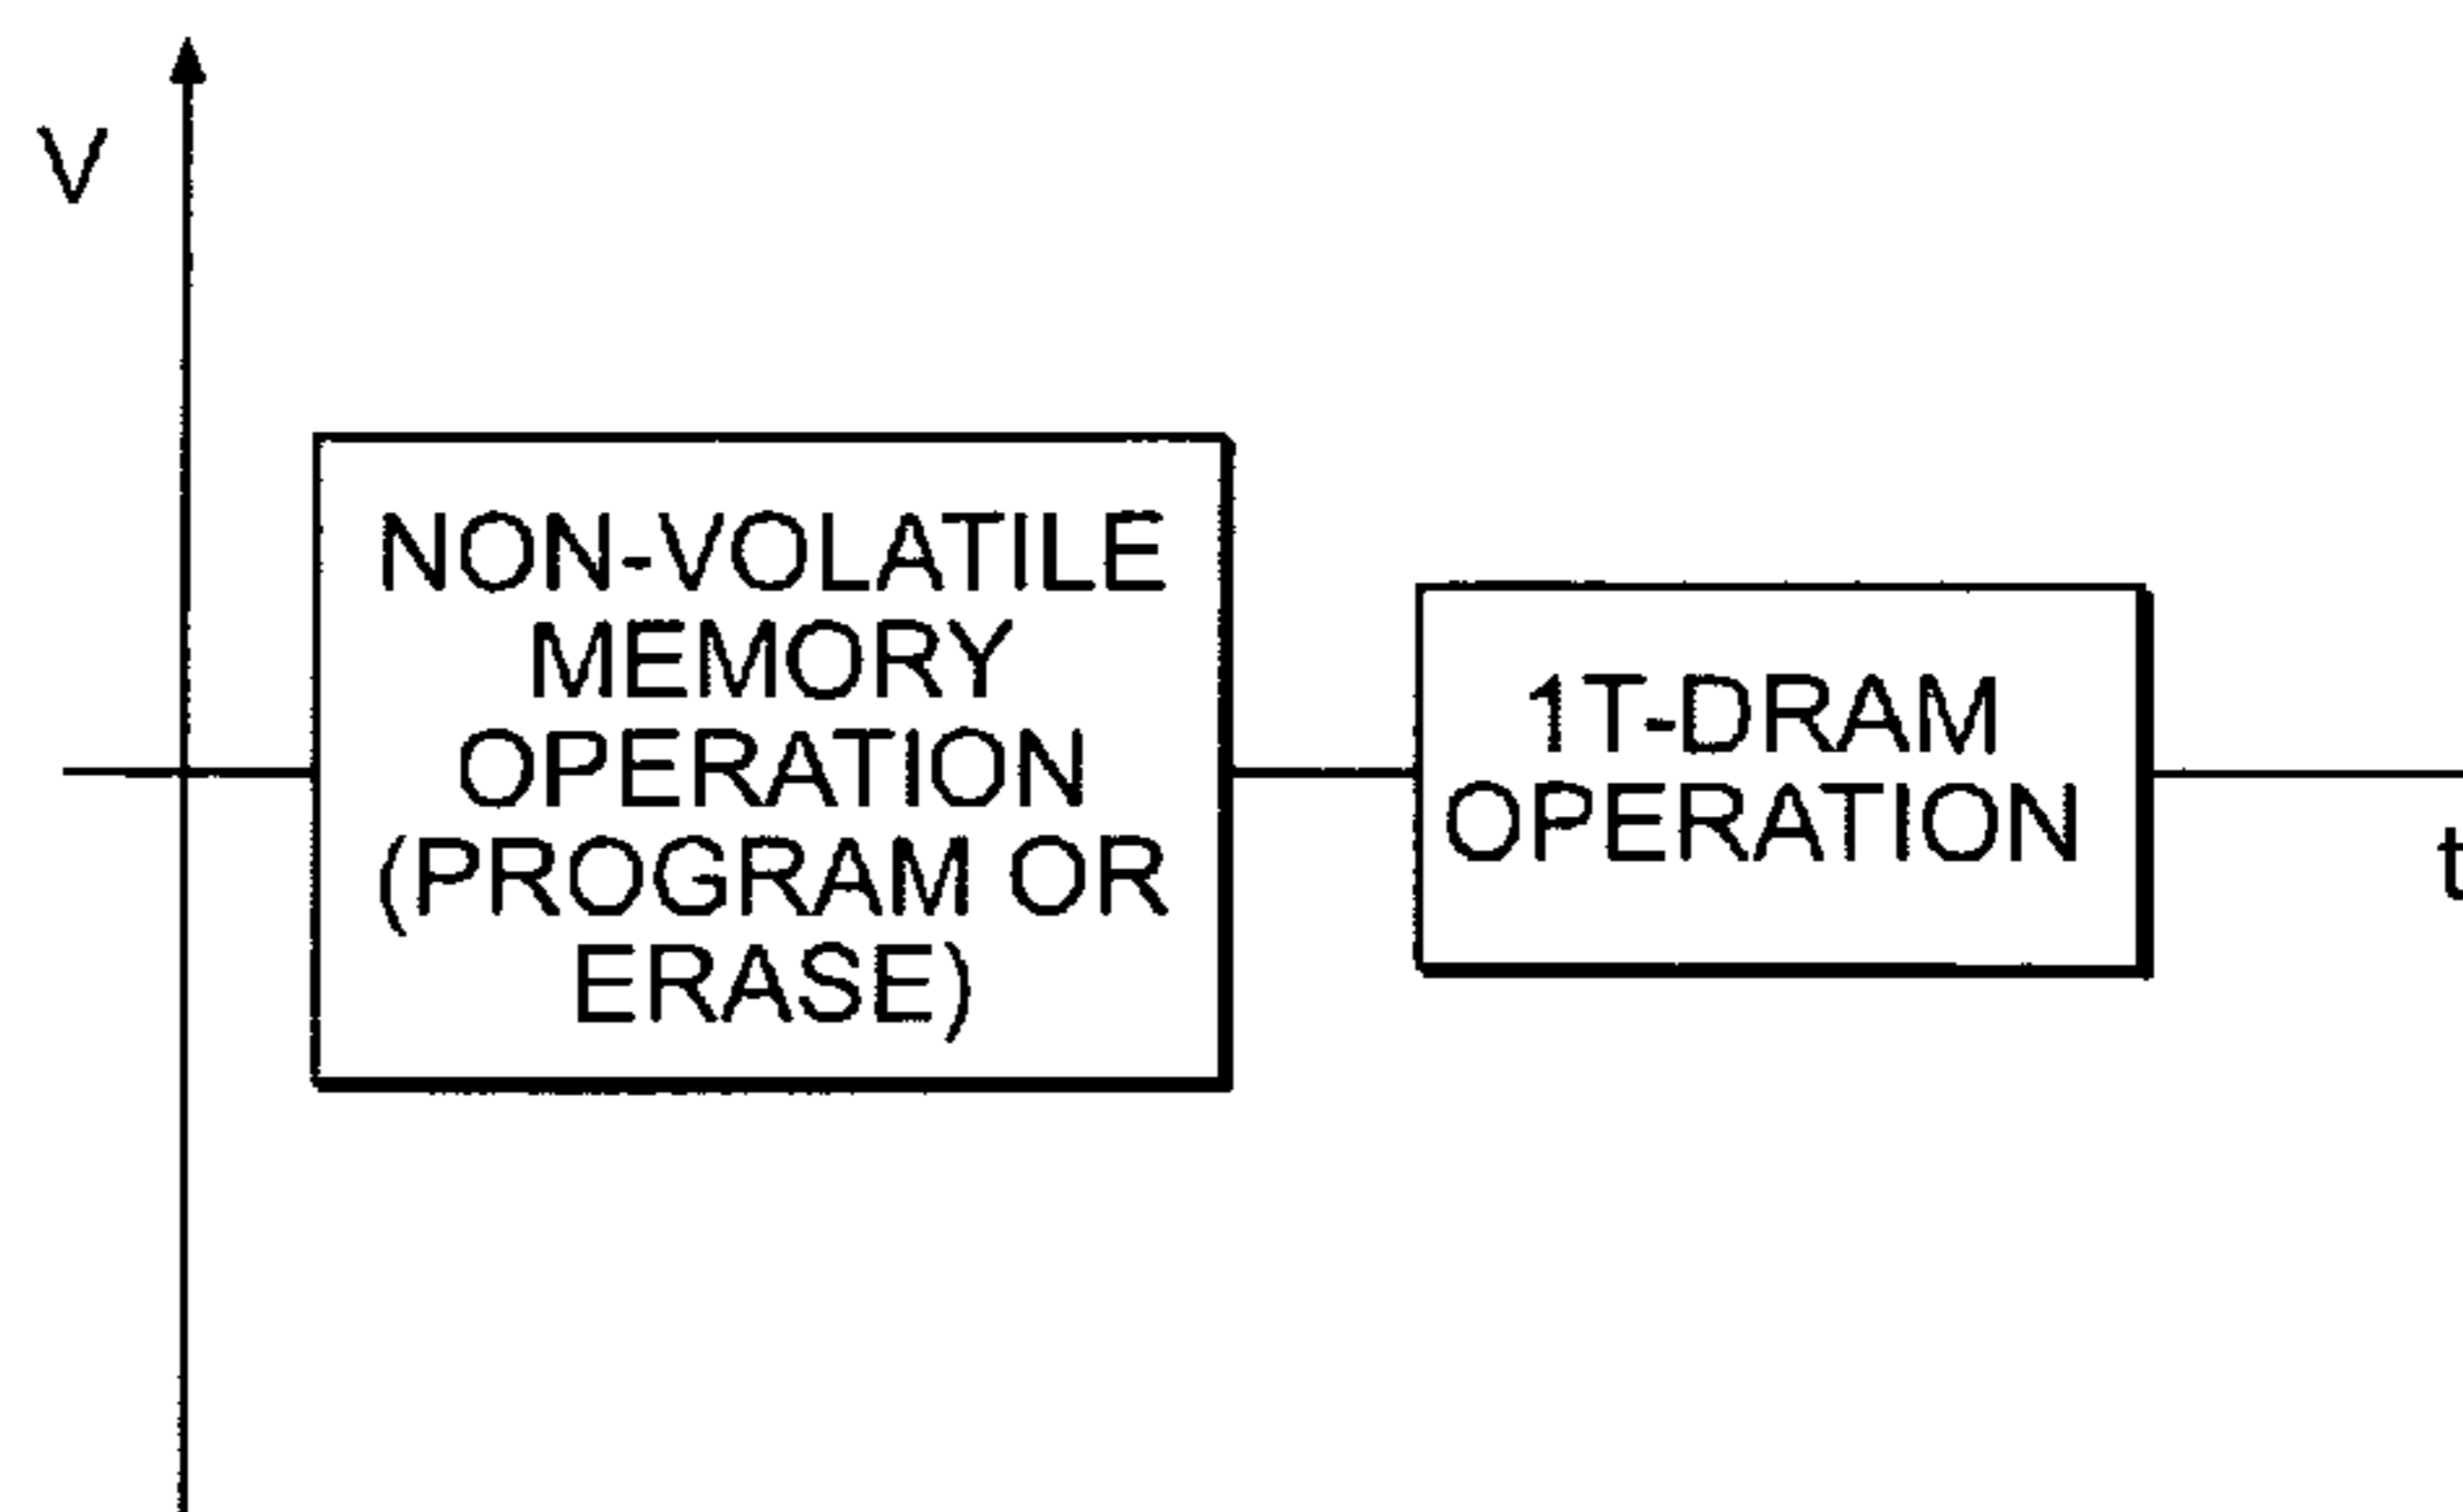 V
NON-VOLATILE
MEMORY
OPERATION
(PROGRAM OR
ERASE)
1T-DRAM
OPERATION
t